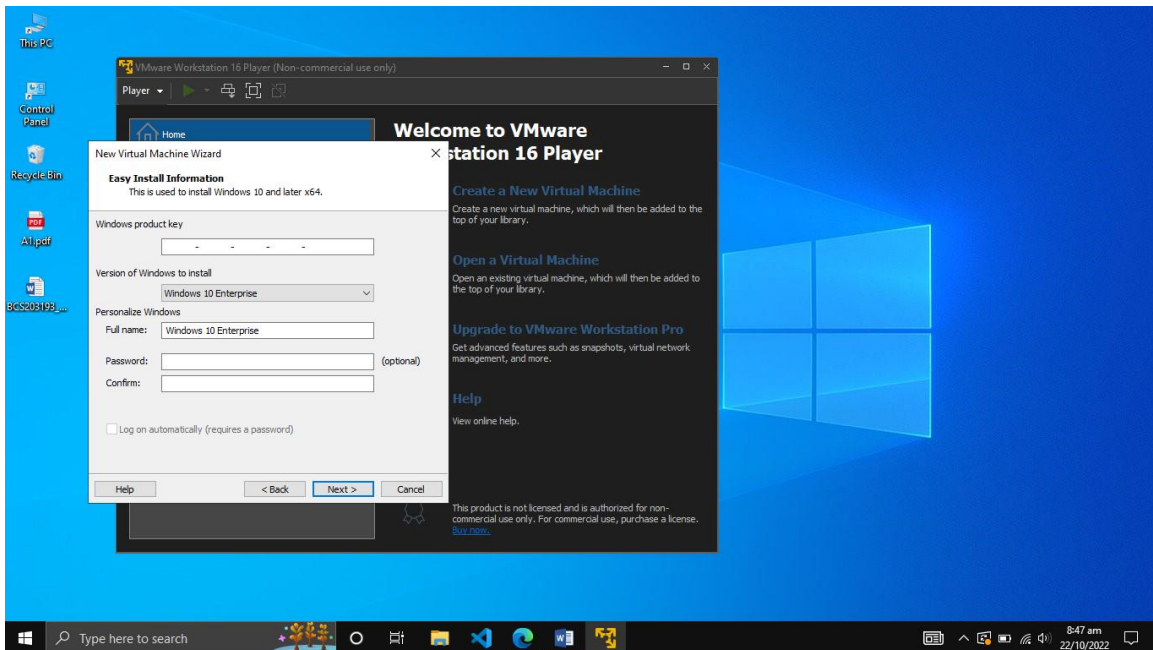 This PC
Control
Panel
Recycle Bin
PDF
A1.pdf
BCS203193_...
VMware Workstation 16 Player (Non-commercial use only)
Player
Home
Welcome to VMware
station 16 Player
Create a New Virtual Machine
Create a new virtual machine, which will then be added to the
top of your library.
Open a Virtual Machine
Open an existing virtual machine, which will then be added to
the top of your library.
Upgrade to VMware Workstation Pro
Get advanced features such as snapshots, virtual network
management, and more.
Help
View online help.
This product is not licensed and is authorized for non-
commercial use only. For commercial use, purchase a license.
Buy now.
New Virtual Machine Wizard
Easy Install Information
This is used to install Windows 10 and later x64.
Windows product key
- - - -
Version of Windows to install
Windows 10 Enterprise
Personalize Windows
Full name: Windows 10 Enterprise
Password: (optional)
Confirm:
Log on automatically (requires a password)
Help < Back Next > Cancel
Type here to search
8:47 am
22/10/2022